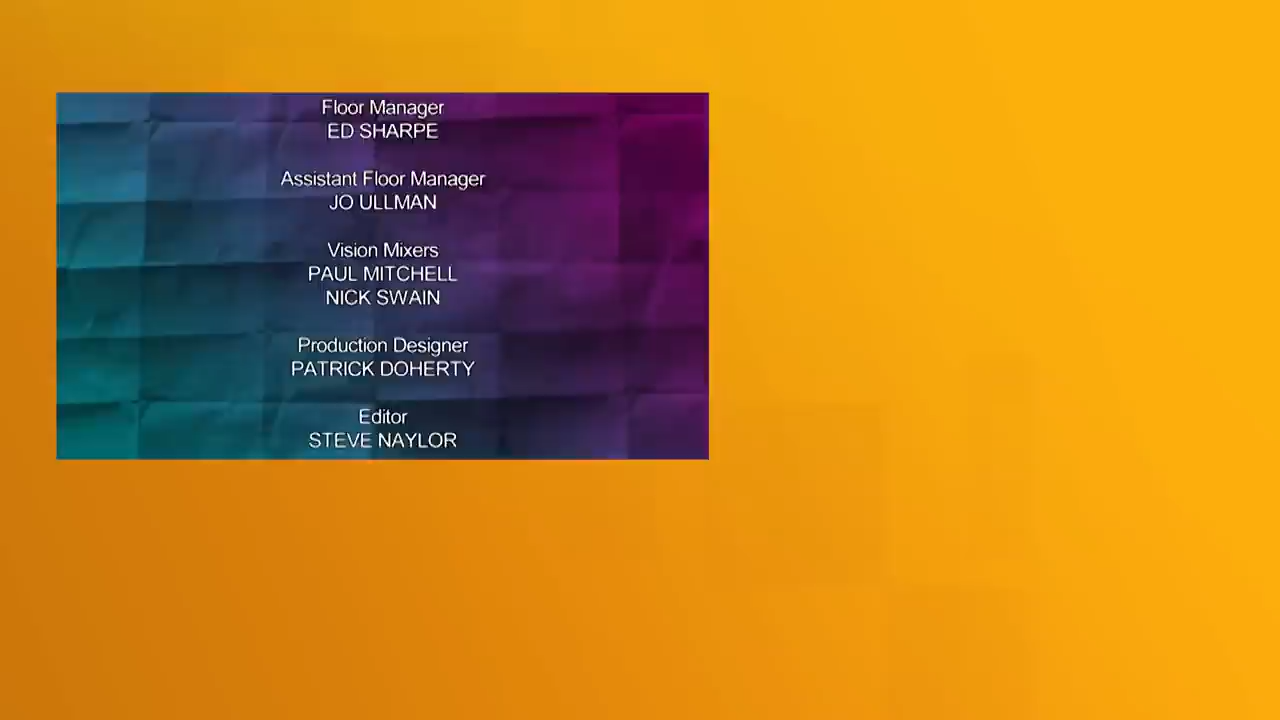 Floor Manager
ED SHARPE
Assistant Floor Manager
JO ULLMAN
Vision Mixers
PAUL MITCHELL
NICK SWAIN
Production Designer
PATRICK DOHERTY
Editor
STEVE NAYLOR